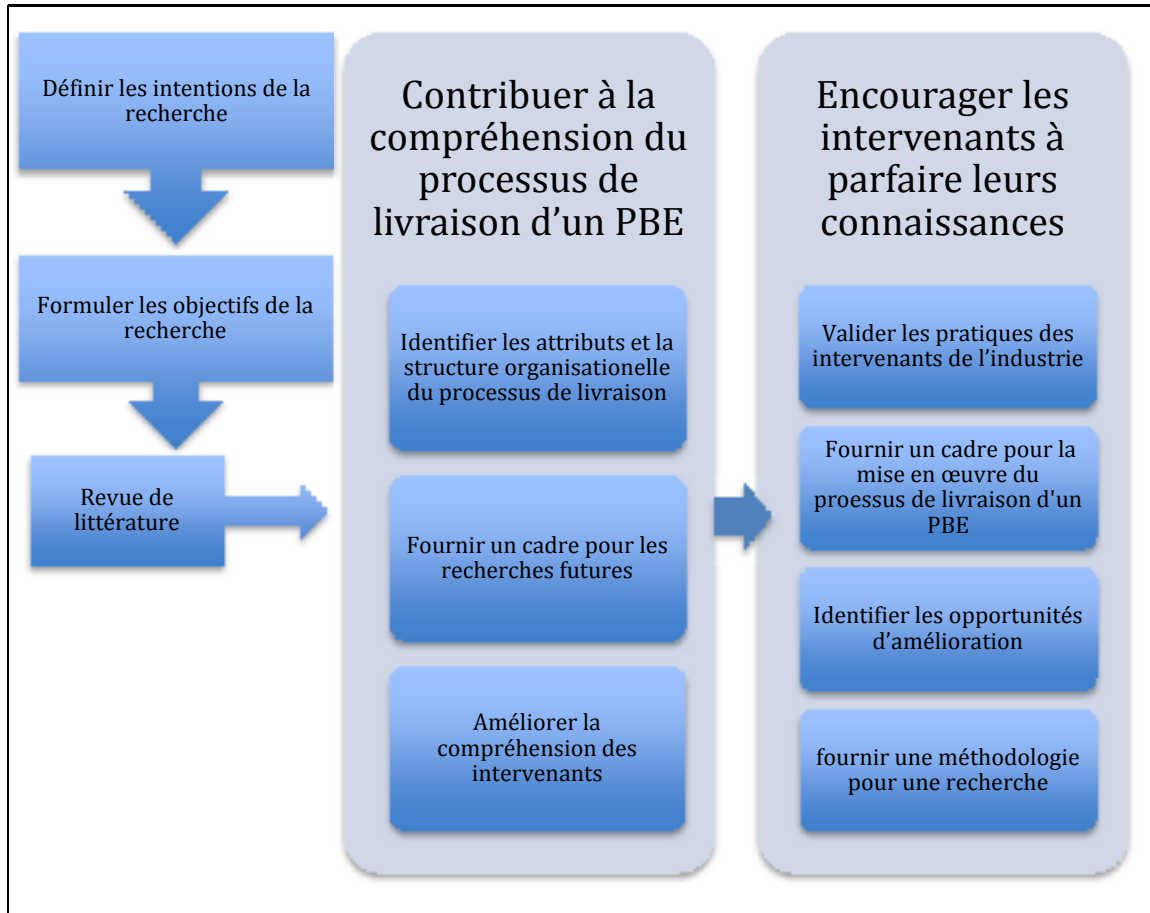 Définir les intentions de la
recherche
Formuler les objectifs de la
recherche
Revue de
littérature
Contribuer à la
compréhension du
processus de
livraison d’un PBE
Identifier les attributs et la
structure organisationelle
du processus de livraison
Fournir un cadre pour les
recherches futures
Améliorer la
compréhension des
intervenants
Encourager les
intervenants à
parfaire leurs
connaissances
Valider les pratiques des
intervenants de l’industrie
Fournir un cadre pour la
mise en œuvre du
proessus de livraison d'un
PBE
Identifier les opportunités
d’amélioration
fournir une méthodologie
pour une recherche